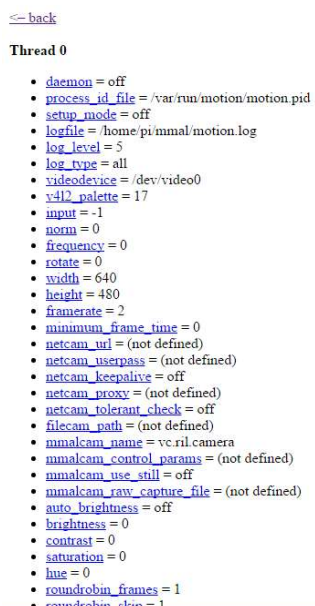 <-- back
Thread 0
daemon = off
process_id_file = /var/run/motion/motion.pid
setup_mode = off
logfile = /home/pi/mmal/motion.log
log_level = 5
log_type = all
videodevice = /dev/video0
v4l2_palette = 17
input = -1
norm = 0
frequency = 0
rotate = 0
width = 640
height = 480
framerate = 2
minimum_frame_time = 0
netcam_url = (not defined)
netcam_userpass = (not defined)
netcam_keepalive = off
netcam_proxy = (not defined)
netcam_tolerant_check = off
filecam_path = (not defined)
mmalcam_name = vc.ril.camera
mmalcam_control_params = (not defined)
mmalcam_use_still = off
mmalcam_raw_capture_file = (not defined)
auto_brightness = off
brightness = 0
contrast = 0
saturation = 0
hue = 0
roundrobin_frames = 1
roundrobin_skip = 1